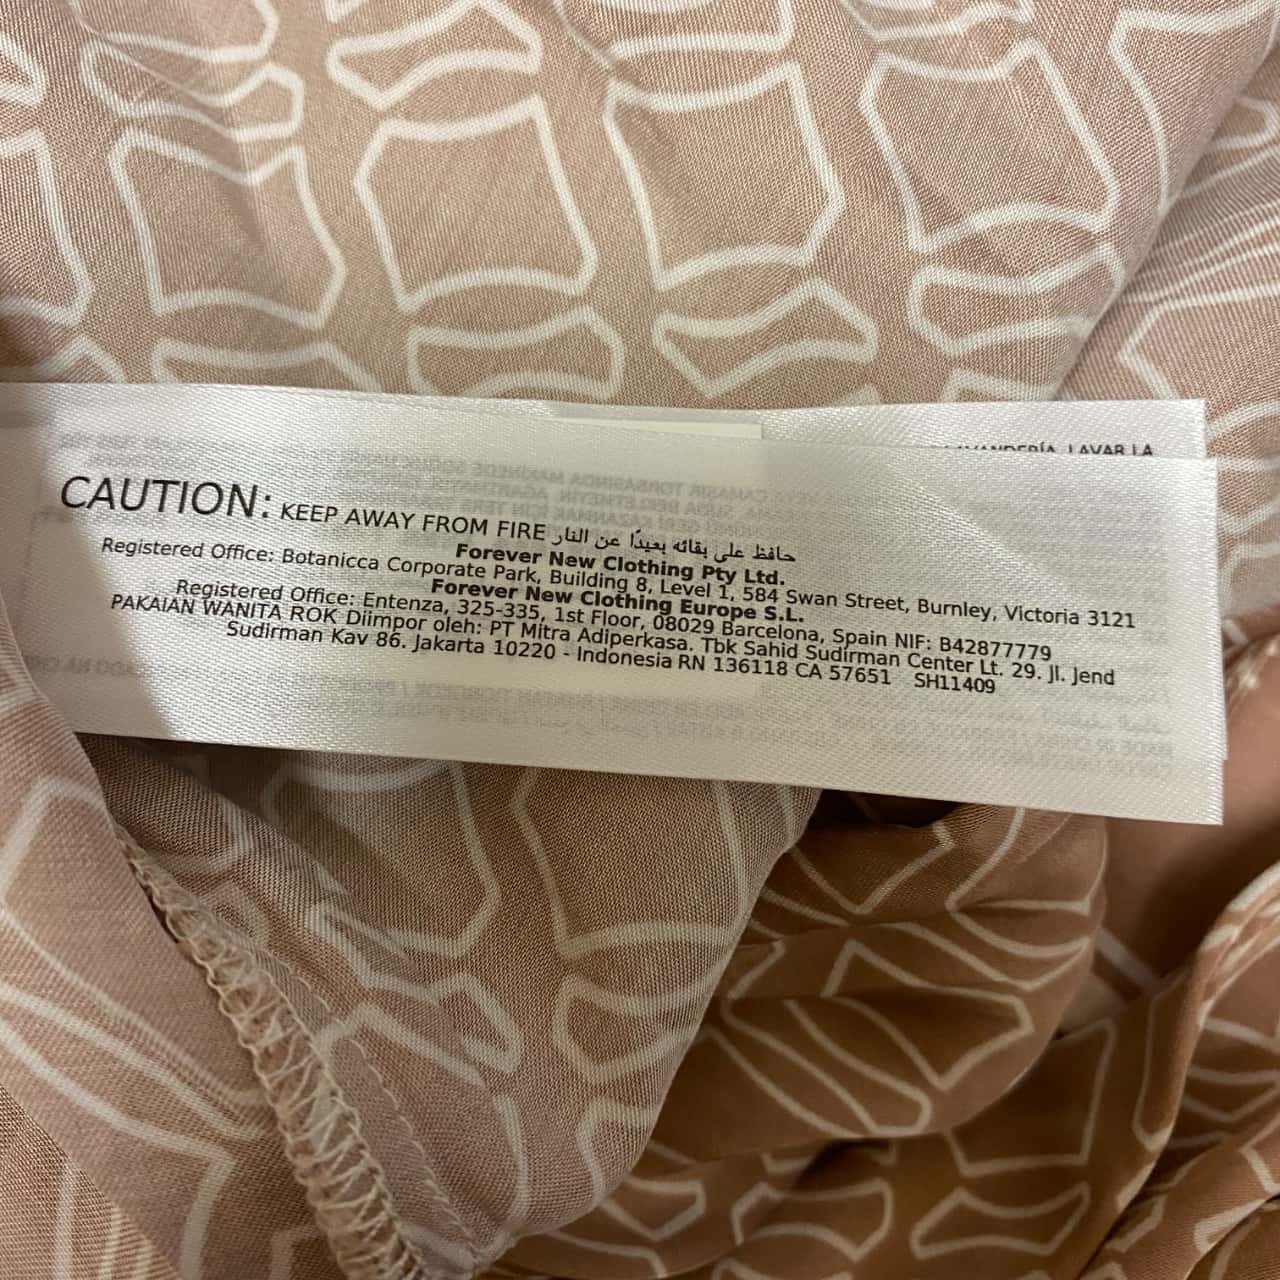 LAVAR LA
CAUTION: KEEP AWAY FROM FIRE حافظ على بقائه بعيدًا عن النار
Forever New Clothing Pty Ltd.
Registered Office: Botanicca Corporate Park, Building 8, Level 1, 584 Swan Street, Burnley, Victoria 3121
Forever New Clothing Europe S.L.
Registered Office: Entenza, 325-335, 1st Floor, 08029 Barcelona, Spain NIF: B42877779
PAKAIAN WANITA ROK Diimpor oleh: PT Mitra Adiperkasa. Tbk Sahid Sudirman Center Lt. 29. Jl. Jend
Sudirman Kav 86. Jakarta 10220 - Indonesia RN 136118 CA 57651 SH11409